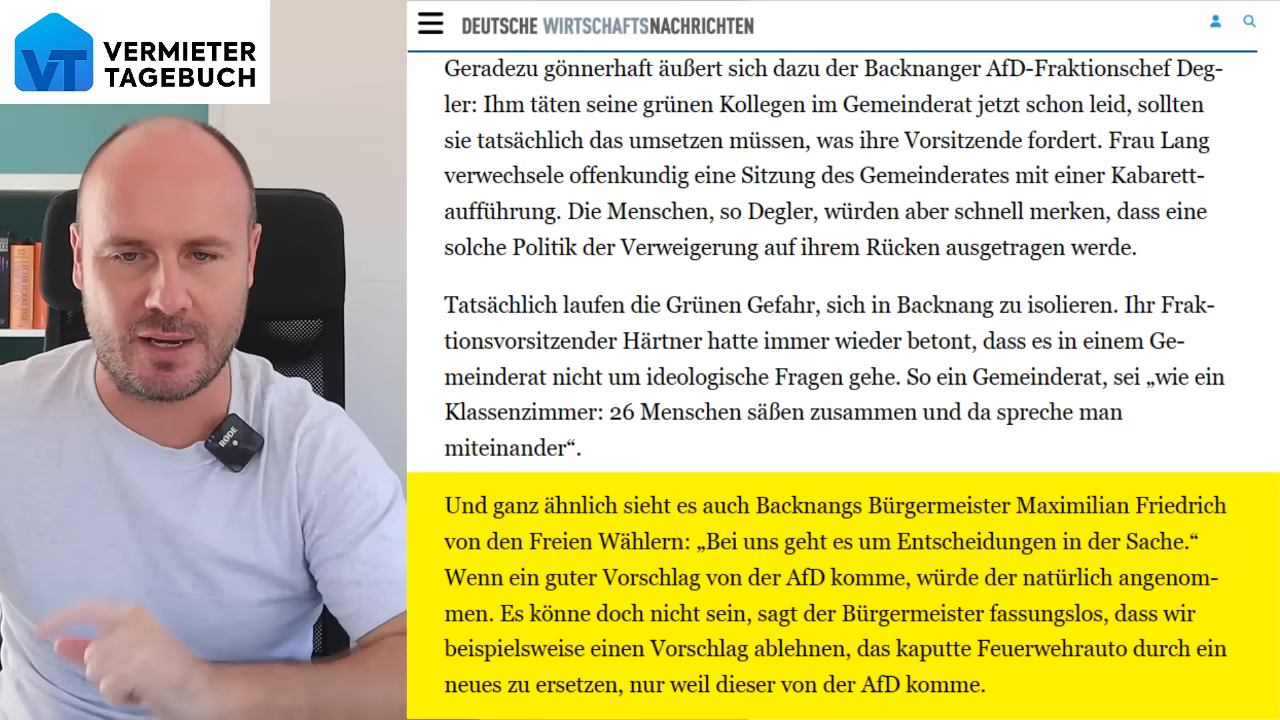 VT VERMIETER
TAGEBUCH
RØDE
DEUTSCHE WIRTSCHAFTSNACHRICHTEN
Geradezu gönnerhaft äußert sich dazu der Backnanger AfD-Fraktionschef Deg-
ler: Ihm täten seine grünen Kollegen im Gemeinderat jetzt schon leid, sollten
sie tatsächlich das umsetzen müssen, was ihre Vorsitzende fordert. Frau Lang
verwechsele offenkundig eine Sitzung des Gemeinderates mit einer Kabarett-
aufführung. Die Menschen, so Degler, würden aber schnell merken, dass eine
solche Politik der Verweigerung auf ihrem Rücken ausgetragen werde.
Tatsächlich laufen die Grünen Gefahr, sich in Backnang zu isolieren. Ihr Frak-
tionsvorsitzender Härtner hatte immer wieder betont, dass es in einem Ge-
meinderat nicht um ideologische Fragen gehe. So ein Gemeinderat, sei „wie ein
Klassenzimmer: 26 Menschen säßen zusammen und da spreche man
miteinander“.
Und ganz ähnlich sieht es auch Backnangs Bürgermeister Maximilian Friedrich
von den Freien Wählern: „Bei uns geht es um Entscheidungen in der Sache.“
Wenn ein guter Vorschlag von der AfD komme, würde der natürlich angenom-
men. Es könne doch nicht sein, sagt der Bürgermeister fassungslos, dass wir
beispielsweise einen Vorschlag ablehnen, das kaputte Feuerwehrauto durch ein
neues zu ersetzen, nur weil dieser von der AfD komme.